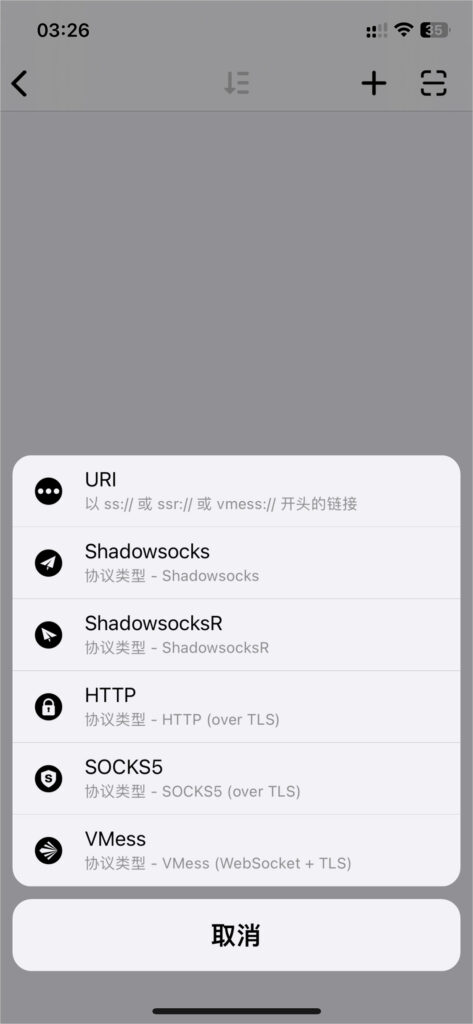 03:26
35
URI
以 ss:// 或 ssr:// 或 vmess:// 开头的链接
Shadowsocks
协议类型 - Shadowsocks
ShadowsocksR
协议类型 - ShadowsocksR
HTTP
协议类型 - HTTP (over TLS)
SOCKS5
协议类型 - SOCKS5 (over TLS)
VMess
协议类型 - VMess (WebSocket + TLS)
取消